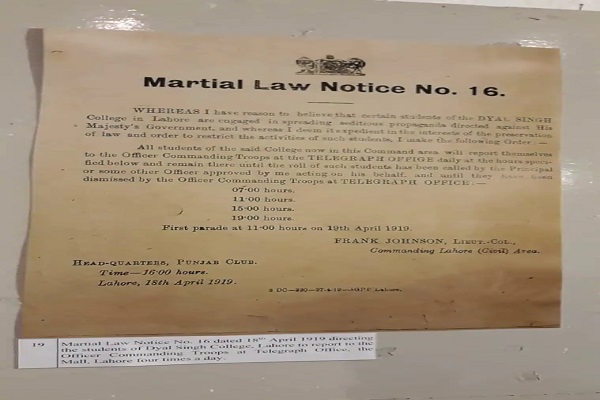 Martial Law Notice No. 16.
WHEREAS I have reason to believe that certain students of the DYAL SINGH
College in Lahore are engaged in spreading seditious propaganda directed against His
Majesty's Government, and whereas I deem it expedient in the interests of the preservation
of law and order to restrict the activities of such students, I make the following Order:—
All students of the said College now in this Command area will report themselves
to the Officer Commanding Troops at the TELEGRAPH OFFICE daily at the hours speci-
fied below and remain there until the roll of such students has been called by the Principal
or some other Officer approved by me acting on his behalf, and until they have been
dismissed by the Officer Commanding Troops at TELEGRAPH OFFICE:—
07·00 hours.
11·00 hours.
15·00 hours.
19·00 hours.
First parade at 11·00 hours on 19th April 1919.
FRANK JOHNSON, LIEUT.-COL.,
Commanding Lahore (Civil) Area.
HEAD-QUARTERS, PUNJAB CLUB.
Time—16·00 hours.
Lahore, 18th April 1919.
Lahore.
19 Martial Law Notice No. 16 dated 18th April 1919 directing
the students of Dyal Singh College, Lahore to report to the
Officer Commanding Troops at Telegraph Office, the
Mall, Lahore four times a day.